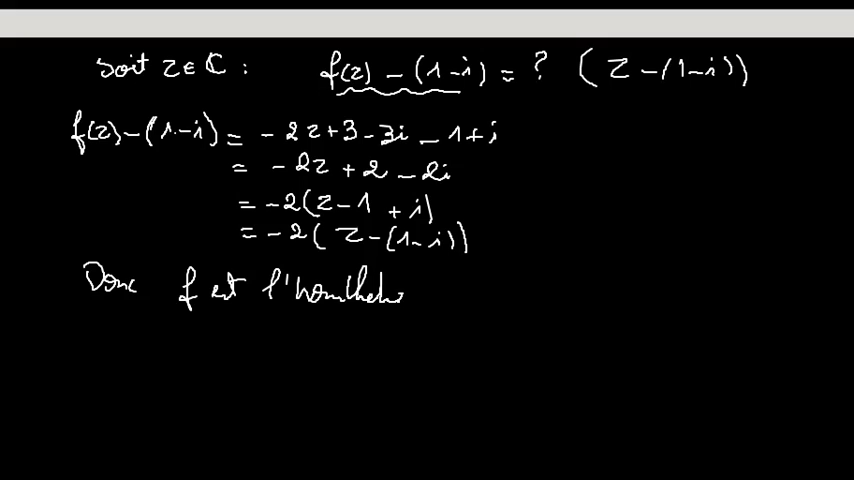 Soit z ∈ ℂ : f(z) - (1-i) = ? (z-(1-i))
f(z) - (1-i) = -2z+3-3i-1+i
= -2z+2-2i
= -2(z-1+i)
= -2(z-(1-i))
Donc f est l'homothétie